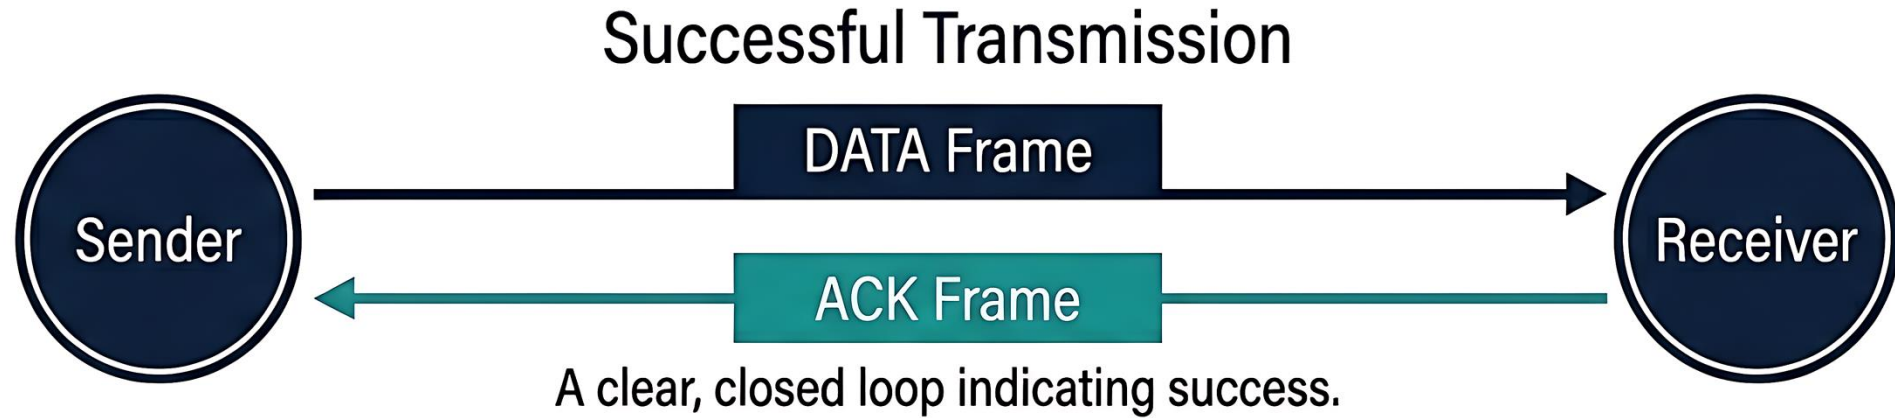 Successful Transmission
DATA Frame
Sender
Receiver
ACK Frame
A clear, closed loop indicating success.